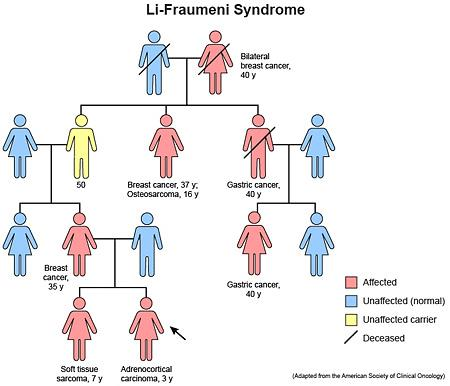 Li-Fraumeni Syndrome
Bilateral
breast cancer,
40 y
50
Breast cancer, 37 y;
Osteosarcoma, 16 y
Gastric cancer,
40 y
Breast
cancer,
35 y
Gastric cancer,
40 y
Soft tissue
sarcoma, 7 y
Adrenocortical
carcinoma, 3 y
Affected
Unaffected (normal)
Unaffected carrier
Deceased
(Adapted from the American Society of Clinical Oncology)